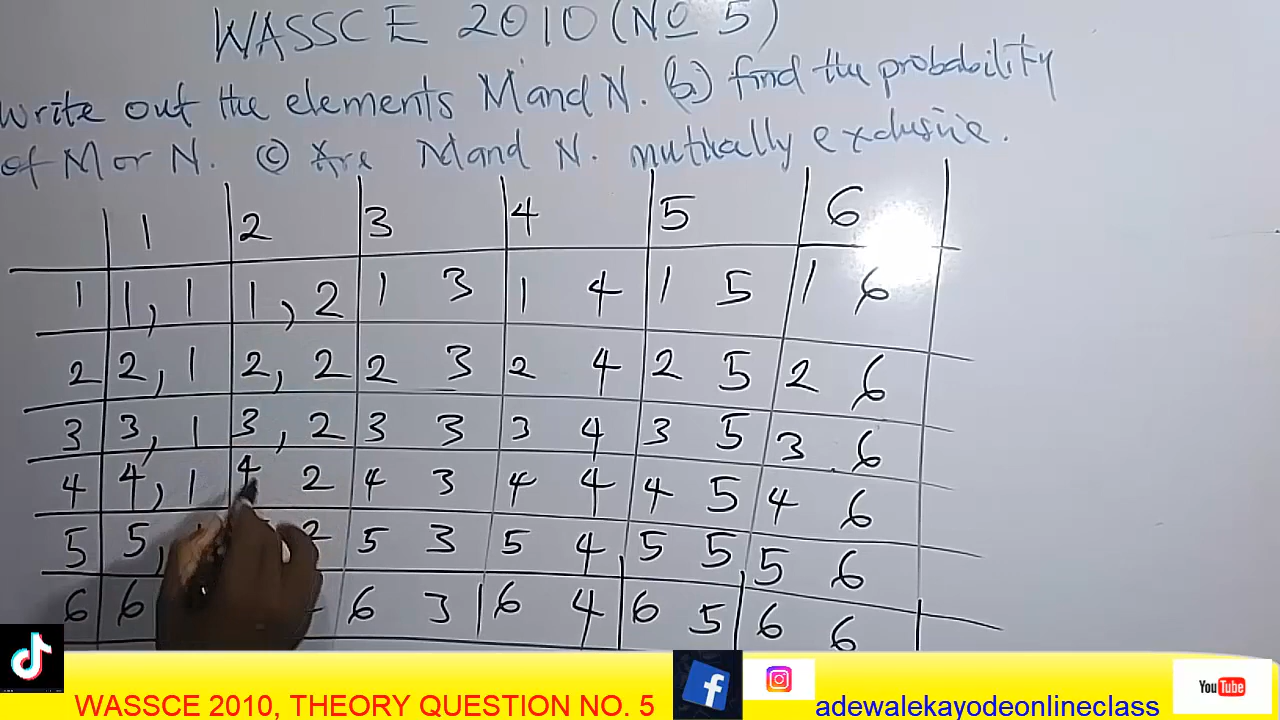 WASSCE 2010 (No 5)
write out the elements M and N. (b) find the probability
of M or N. (c) Are M and N. mutually exclusive.
1 2 3 4 5 6
1 1,1 1,2 1 3 1 4 1 5 1 6
2 2,1 2,2 2 3 2 4 2 5 2 6
3 3,1 3,2 3 3 3 4 3 5 3 6
4 4,1 4 2 4 3 4 4 4 5 4 6
5 5, 2 5 3 5 4 5 5 5 6
6 6 6 3 6 4 6 5 6 6
WASSCE 2010, THEORY QUESTION NO. 5
adewalekayodeonlineclass
YouTube